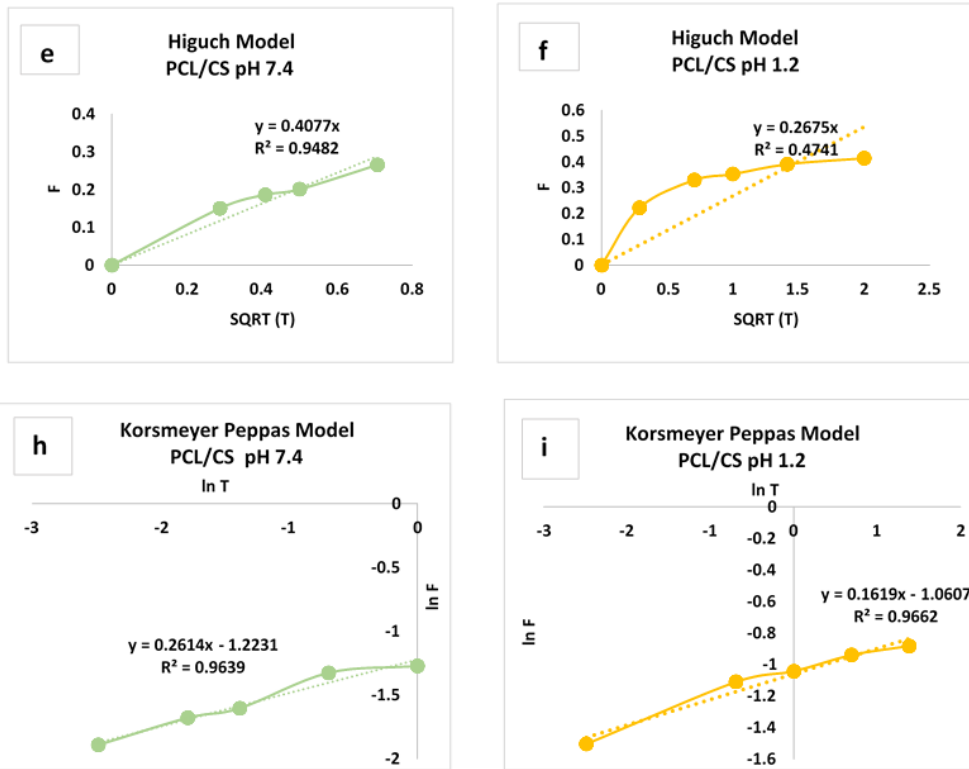 e
Higuch Model
PCL/CS pH 7.4
0.4
0.3
0.2
0.1
0
F
y = 0.4077x
R² = 0.9482
0 0.2 0.4 0.6 0.8
SQRT (T)
f
Higuch Model
PCL/CS pH 1.2
0.6
0.5
0.4
0.3
0.2
0.1
0
F
y = 0.2675x
R² = 0.4741
0 0.5 1 1.5 2 2.5
SQRT (T)
h
Korsmeyer Peppas Model
PCL/CS pH 7.4
ln T
0
-3 -2 -1 0
-0.5
-1
-1.5
-2
ln F
y = 0.2614x - 1.2231
R² = 0.9639
i
Korsmeyer Peppas Model
PCL/CS pH 1.2
ln T
0
-3 -2 -1 0 1 2
-0.2
-0.4
-0.6
-0.8
-1
-1.2
-1.4
-1.6
ln F
y = 0.1619x - 1.0607
R² = 0.9662